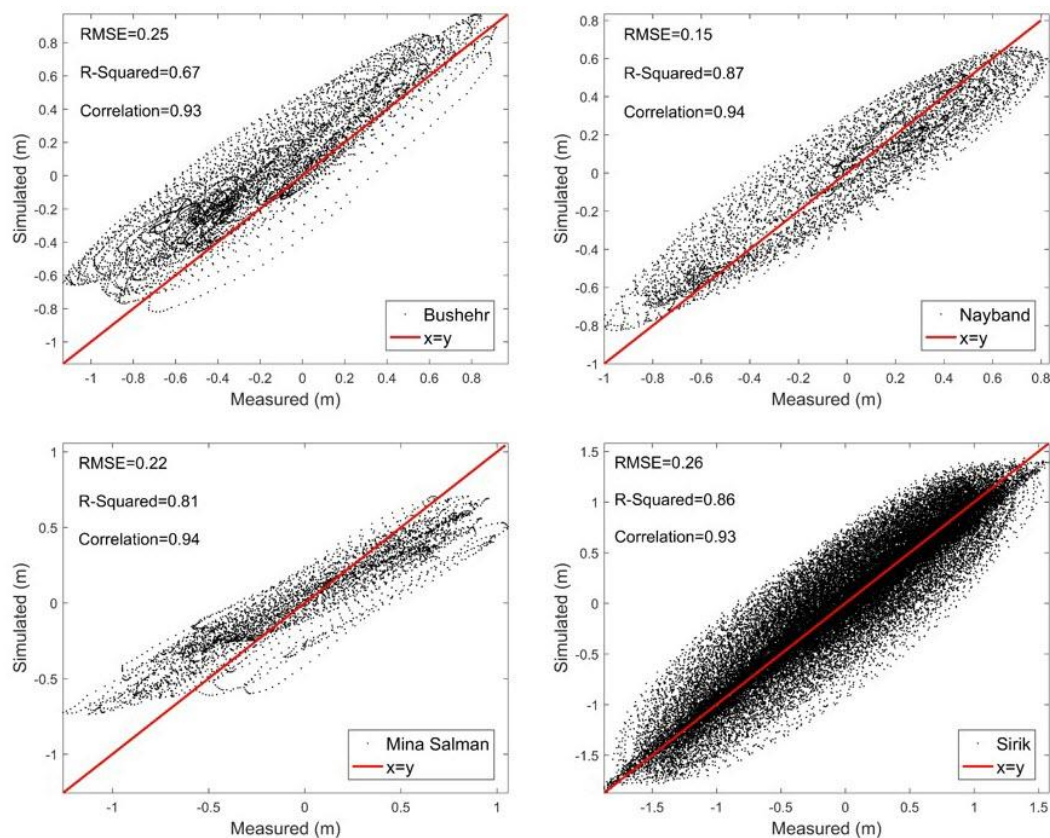 RMSE=0.25
R-Squared=0.67
Correlation=0.93
0.8
0.6
0.4
0.2
0
-0.2
-0.4
-0.6
-0.8
-1
Simulated (m)
Bushehr
x=y
-1 -0.8 -0.6 -0.4 -0.2 0 0.2 0.4 0.6 0.8
Measured (m)
RMSE=0.15
R-Squared=0.87
Correlation=0.94
0.8
0.6
0.4
0.2
0
-0.2
-0.4
-0.6
-0.8
-1
Simulated (m)
Nayband
x=y
-1 -0.8 -0.6 -0.4 -0.2 0 0.2 0.4 0.6 0.8
Measured (m)
RMSE=0.22
R-Squared=0.81
Correlation=0.94
1
0.5
0
-0.5
-1
Simulated (m)
Mina Salman
x=y
-1 -0.5 0 0.5 1
Measured (m)
RMSE=0.26
R-Squared=0.86
Correlation=0.93
1.5
1
0.5
0
-0.5
-1
-1.5
Simulated (m)
Sirik
x=y
-1.5 -1 -0.5 0 0.5 1 1.5
Measured (m)